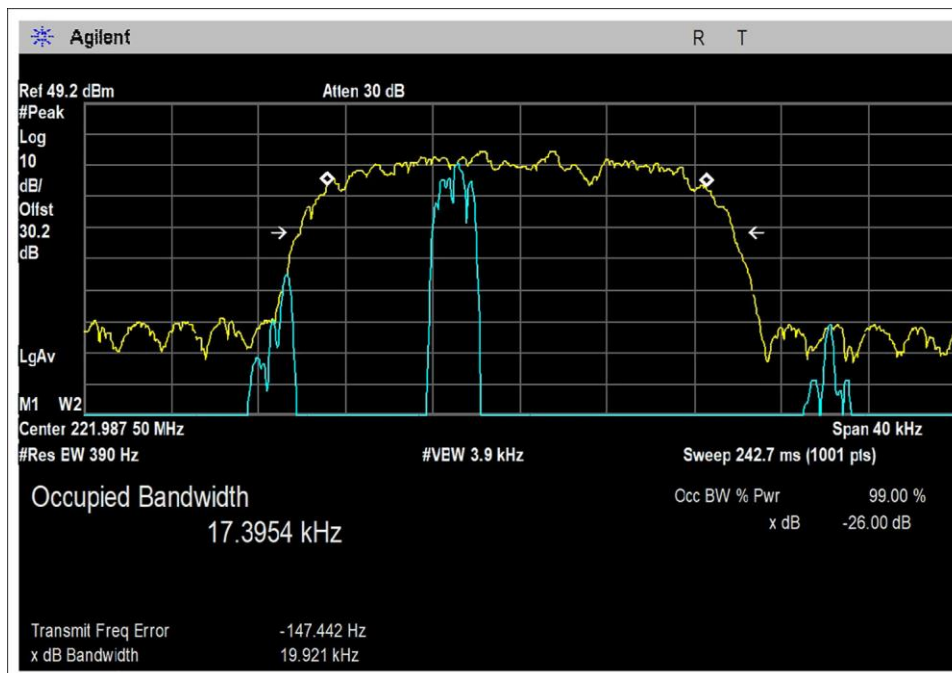 Agilent R T
Ref 49.2 dBm Atten 30 dB
#Peak
Log
10
dB/
Offst
30.2
dB
LgAv
M1 W2
Center 221.987 50 MHz Span 40 kHz
#Res BW 390 Hz #VBW 3.9 kHz Sweep 242.7 ms (1001 pts)
Occupied Bandwidth Occ BW % Pwr 99.00 %
17.3954 kHz x dB -26.00 dB
Transmit Freq Error -147.442 Hz
x dB Bandwidth 19.921 kHz